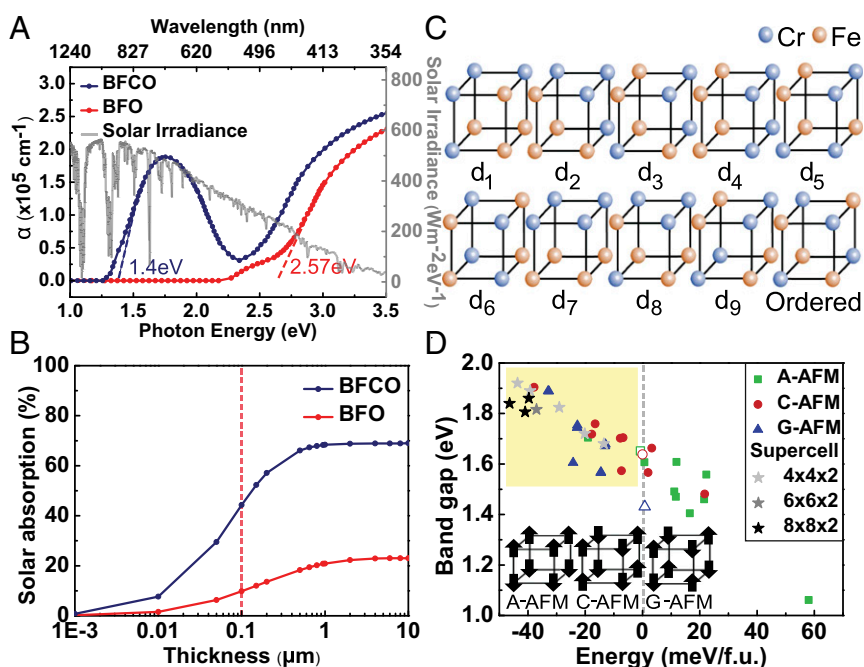 A
Wavelength (nm)
1240 827 620 496 413 354
α (x10⁵ cm⁻¹)
3.0
2.5
2.0
1.5
1.0
0.5
0.0
BFCO
BFO
Solar Irradiance
1.4eV
2.57eV
800
600
400
200
0
Solar Irradiance (Wm-2eV-1)
1.0 1.5 2.0 2.5 3.0 3.5
Photon Energy (eV)
B
Solar absorption (%)
100
80
60
40
20
0
BFCO
BFO
1E-3 0.01 0.1 1 10
Thickness (µm)
C
Cr Fe
d₁ d₂ d₃ d₄ d₅
d₆ d₇ d₈ d₉ Ordered
D
Band gap (eV)
2.0
1.8
1.6
1.4
1.2
1.0
A-AFM
C-AFM
G-AFM
Supercell
4x4x2
6x6x2
8x8x2
A-AFM C-AFM G-AFM
-40 -20 0 20 40 60
Energy (meV/f.u.)